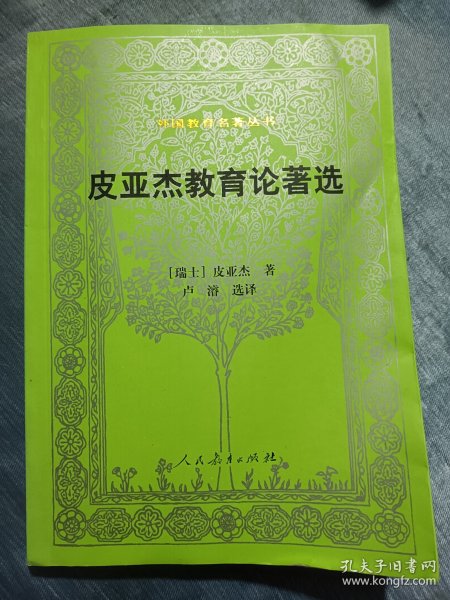 外国教育名著丛书
皮亚杰教育论著选
[瑞士] 皮亚杰 著
卢 濬 选译
人民教育出版社
孔夫子旧书网
www.kongfz.com